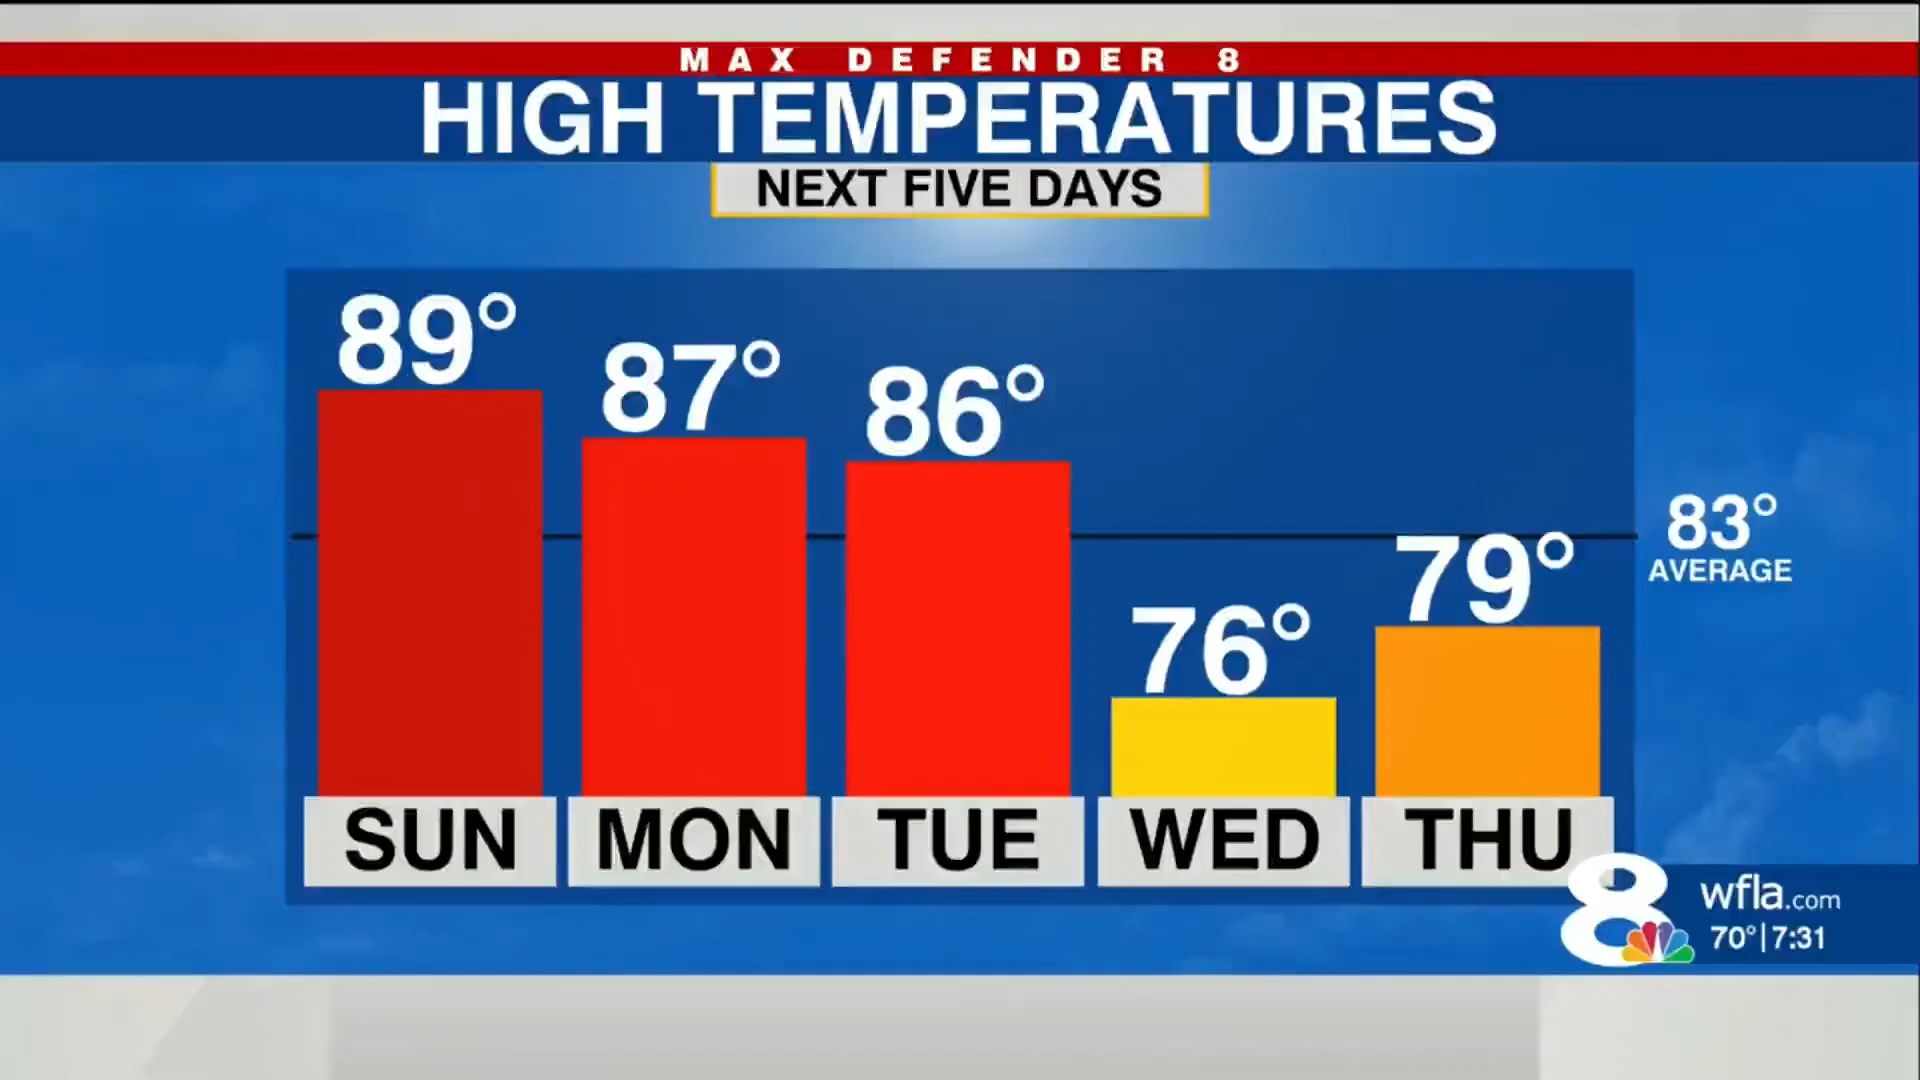 MAX DEFENDER 8
HIGH TEMPERATURES
NEXT FIVE DAYS
89°
87°
86°
76°
79°
83°
AVERAGE
SUN
MON
TUE
WED
THU
8
wfla.com
70°|7:31